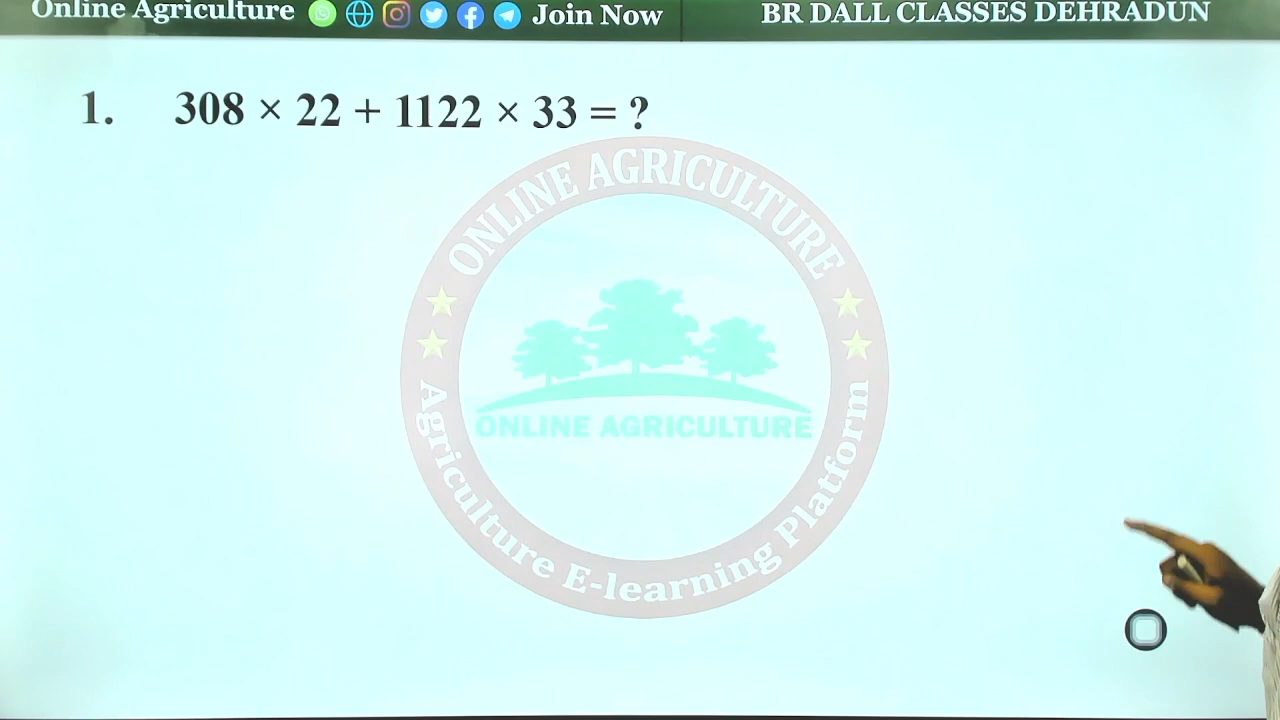 Online Agriculture Join Now BR DALL CLASSES DEHRADUN
1. 308 × 22 + 1122 × 33 = ?
ONLINE AGRICULTURE
ONLINE AGRICULTURE
Agriculture E-learning Platform